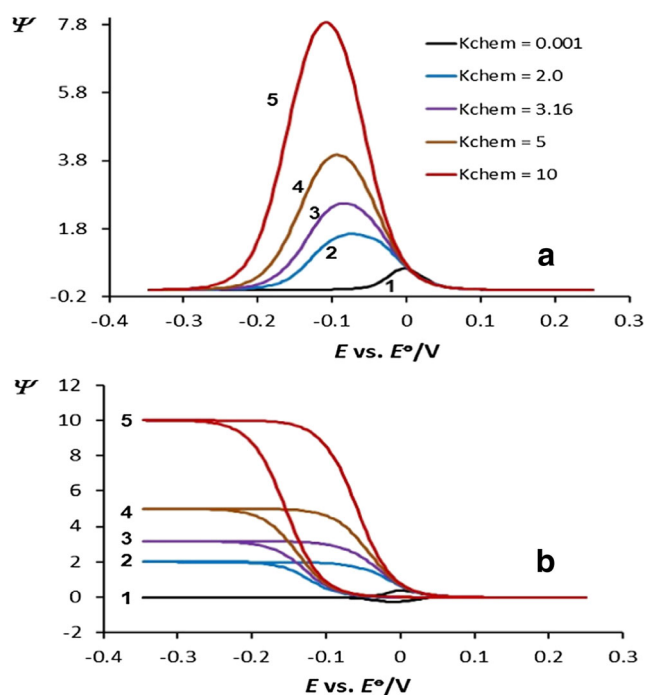 Ψ
7.8
5.8
3.8
1.8
-0.2
5
4
3
2
1
Kchem = 0.001
Kchem = 2.0
Kchem = 3.16
Kchem = 5
Kchem = 10
a
-0.4 -0.3 -0.2 -0.1 0 0.1 0.2 0.3
E vs. E°/V
Ψ
12
10
8
6
4
2
0
-2
5
4
3
2
1
b
-0.4 -0.3 -0.2 -0.1 0 0.1 0.2 0.3
E vs. E°/V